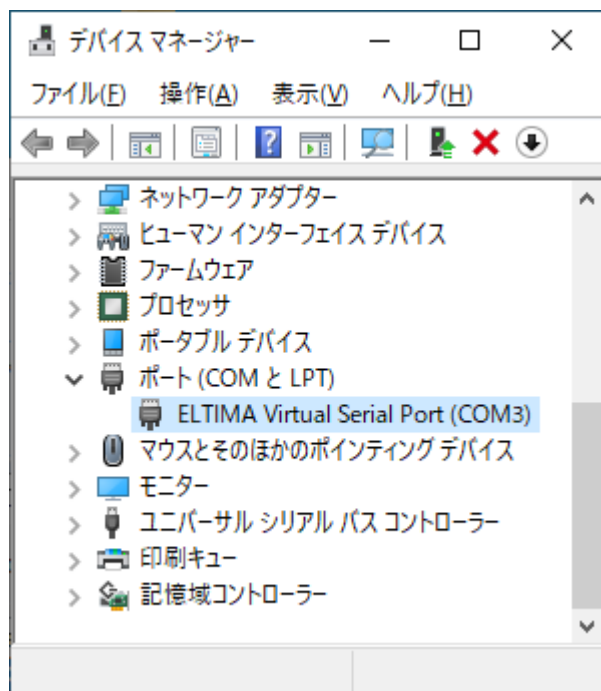 デバイス マネージャー
ファイル(F) 操作(A) 表示(V) ヘルプ(H)
ネットワーク アダプター
ヒューマン インターフェイス デバイス
ファームウェア
プロセッサ
ポータブル デバイス
ポート (COM と LPT)
ELTIMA Virtual Serial Port (COM3)
マウスとそのほかのポインティング デバイス
モニター
ユニバーサル シリアル バス コントローラー
印刷キュー
記憶域コントローラー